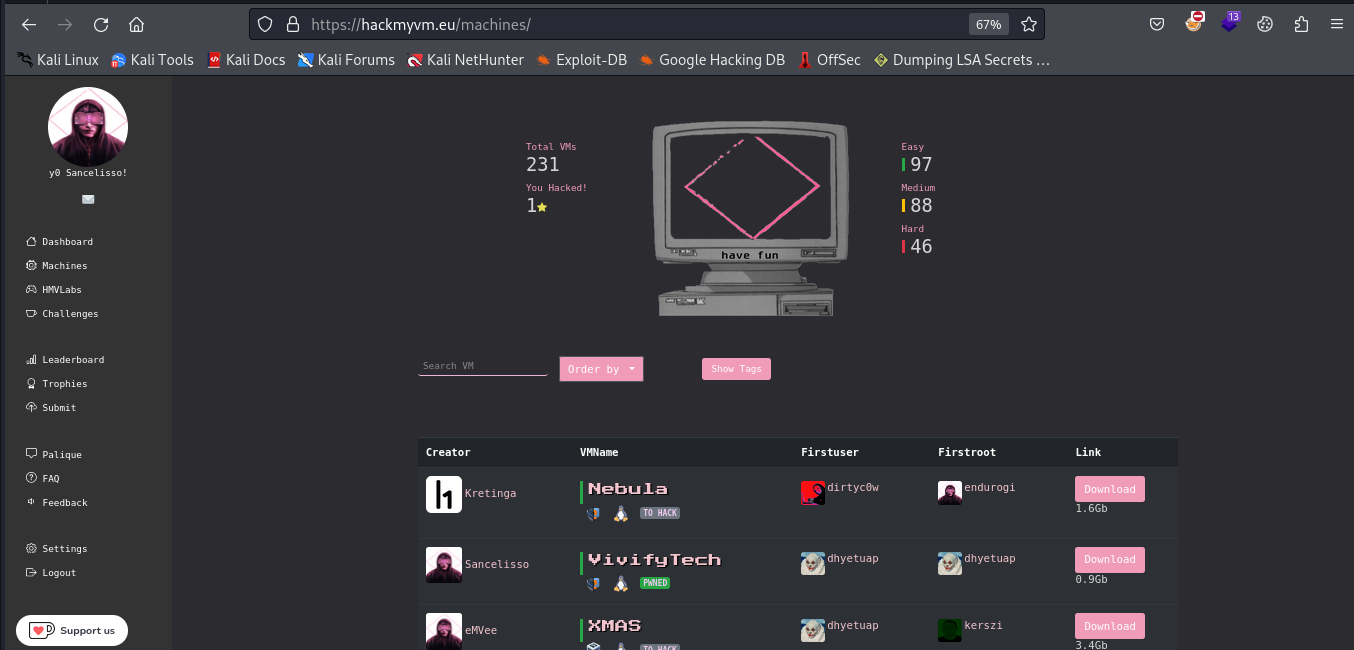 https://hackmyvm.eu/machines/
67%
13
Kali Linux
Kali Tools
Kali Docs
Kali Forums
Kali NetHunter
Exploit-DB
Google Hacking DB
OffSec
Dumping LSA Secrets …
y0 Sancelisso!
Dashboard
Machines
HMVLabs
Challenges
Leaderboard
Trophies
Submit
Palique
FAQ
Feedback
Settings
Logout
Support us
Total VMs
231
You Hacked!
1
have fun
Easy
97
Medium
88
Hard
46
Search VM
Order by
Show Tags
Creator VMName Firstuser Firstroot Link
h1 Kretinga Nebula dirtyc0w endurogi Download
TO HACK 1.6Gb
Sancelisso VivifyTech dhyetuap dhyetuap Download
PWNED 0.9Gb
eMVee XMAS dhyetuap kerszi Download
TO HACK 3.4Gb